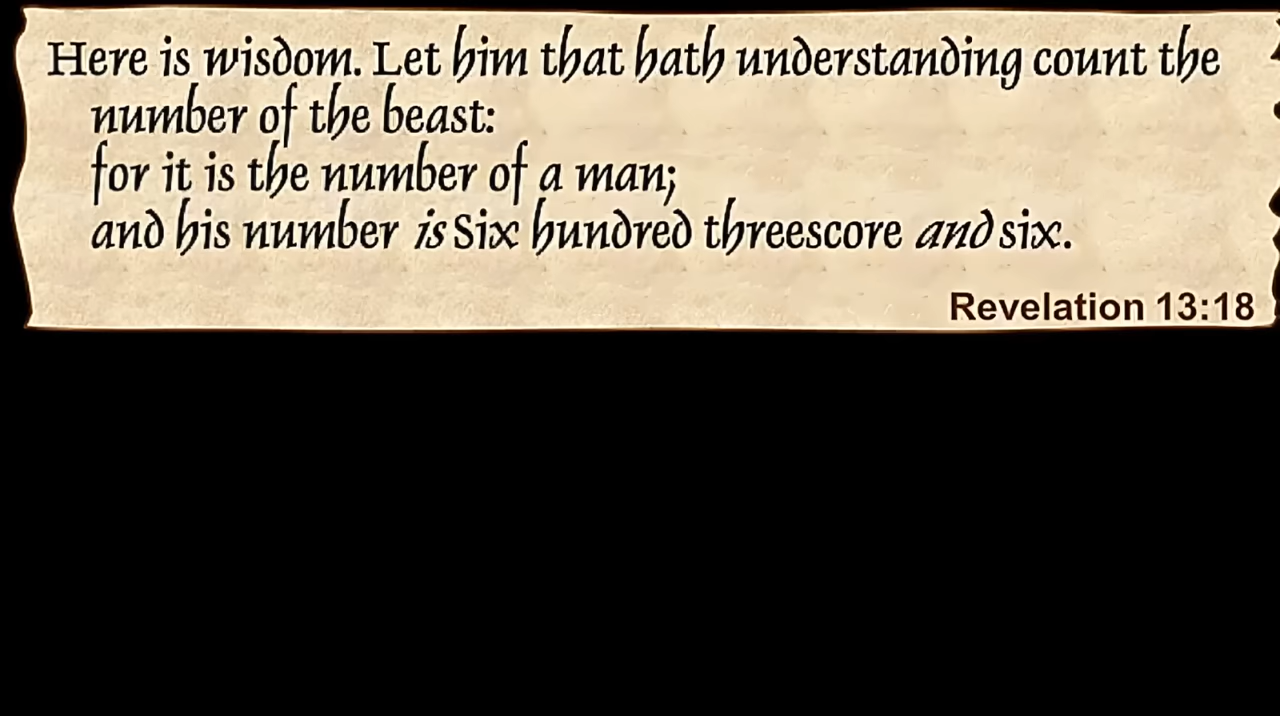 Here is wisdom. Let him that hath understanding count the
number of the beast:
for it is the number of a man;
and his number is Six hundred threescore and six.
Revelation 13:18